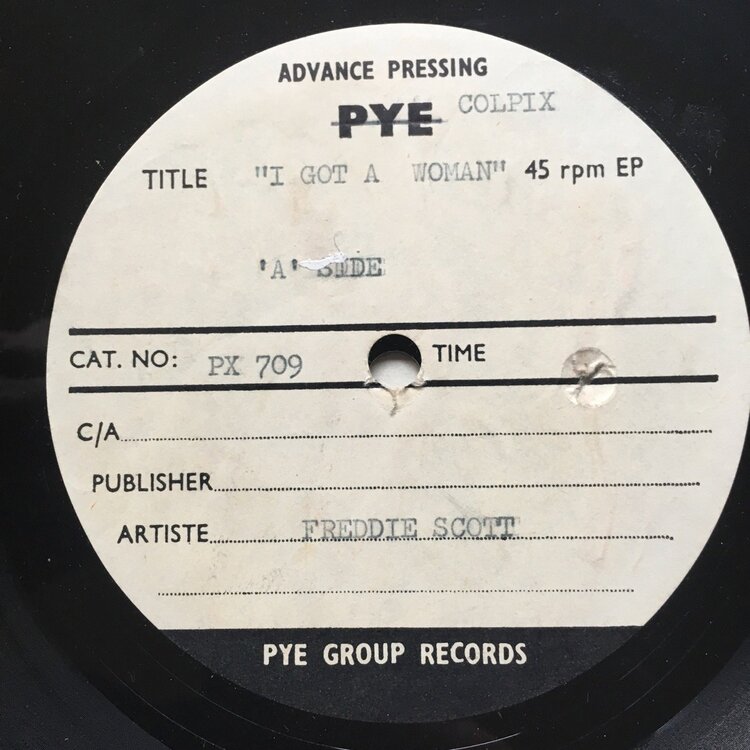 ADVANCE PRESSING
PYE COLPIX
TITLE "I GOT A WOMAN" 45 rpm EP
'A' SIDE
CAT. NO: PX 709 TIME
C/A
PUBLISHER
ARTISTE FREDDIE SCOTT
PYE GROUP RECORDS